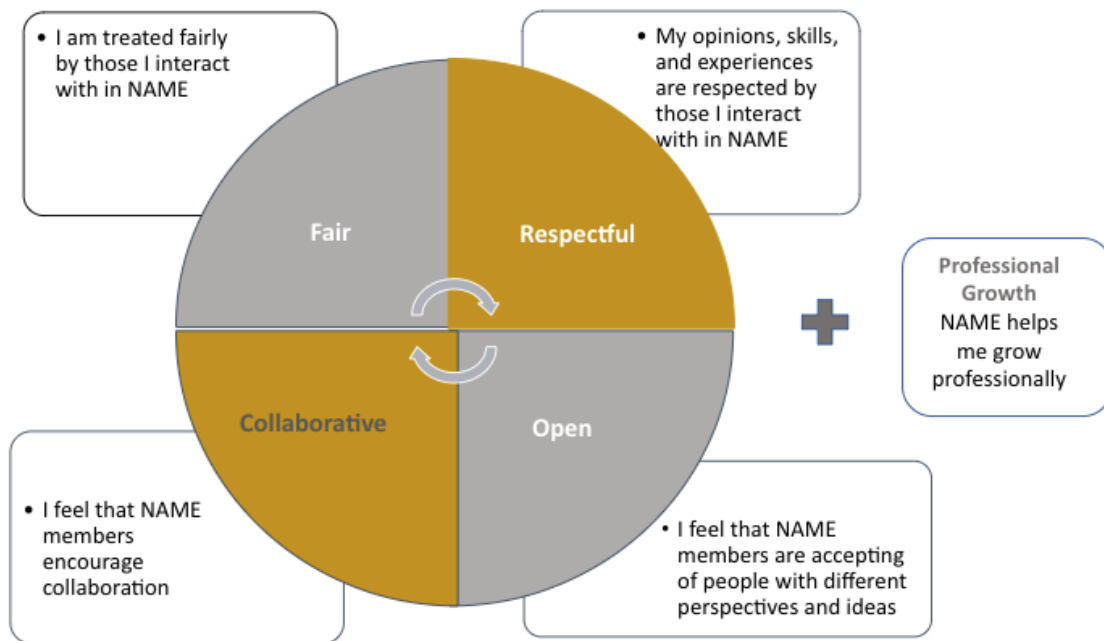 • I am treated fairly
by those I interact
with in NAME
• My opinions, skills,
and experiences
are respected by
those I interact
with in NAME
Fair
Respectful
Professional
Growth
NAME helps
me grow
professionally
Collaborative
Open
• I feel that NAME
members
encourage
collaboration
• I feel that NAME
members are accepting
of people with different
perspectives and ideas